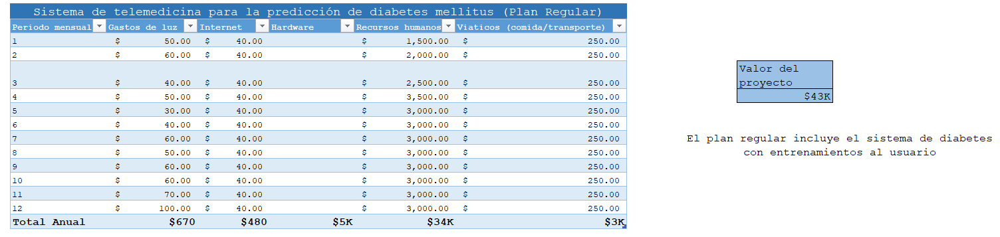 Sistema de telemedicina para la predicción de diabetes mellitus (Plan Regular)
Periodo mensual Gastos de luz Internet Hardware Recursos humanos Viaticos (comida/transporte)
1 $ 50.00 $ 40.00 $ 1,500.00 $ 250.00
2 $ 60.00 $ 40.00 $ 2,000.00 $ 250.00
3 $ 40.00 $ 40.00 $ 2,500.00 $ 250.00
4 $ 50.00 $ 40.00 $ 3,500.00 $ 250.00
5 $ 30.00 $ 40.00 $ 3,000.00 $ 250.00
6 $ 40.00 $ 40.00 $ 3,000.00 $ 250.00
7 $ 60.00 $ 40.00 $ 3,000.00 $ 250.00
8 $ 50.00 $ 40.00 $ 3,000.00 $ 250.00
9 $ 60.00 $ 40.00 $ 3,000.00 $ 250.00
10 $ 60.00 $ 40.00 $ 3,000.00 $ 250.00
11 $ 70.00 $ 40.00 $ 3,000.00 $ 250.00
12 $ 100.00 $ 40.00 $ 3,000.00 $ 250.00
Total Anual $670 $480 $5K $34K $3K
Valor del
proyecto
$43K
El plan regular incluye el sistema de diabetes
con entrenamientos al usuario